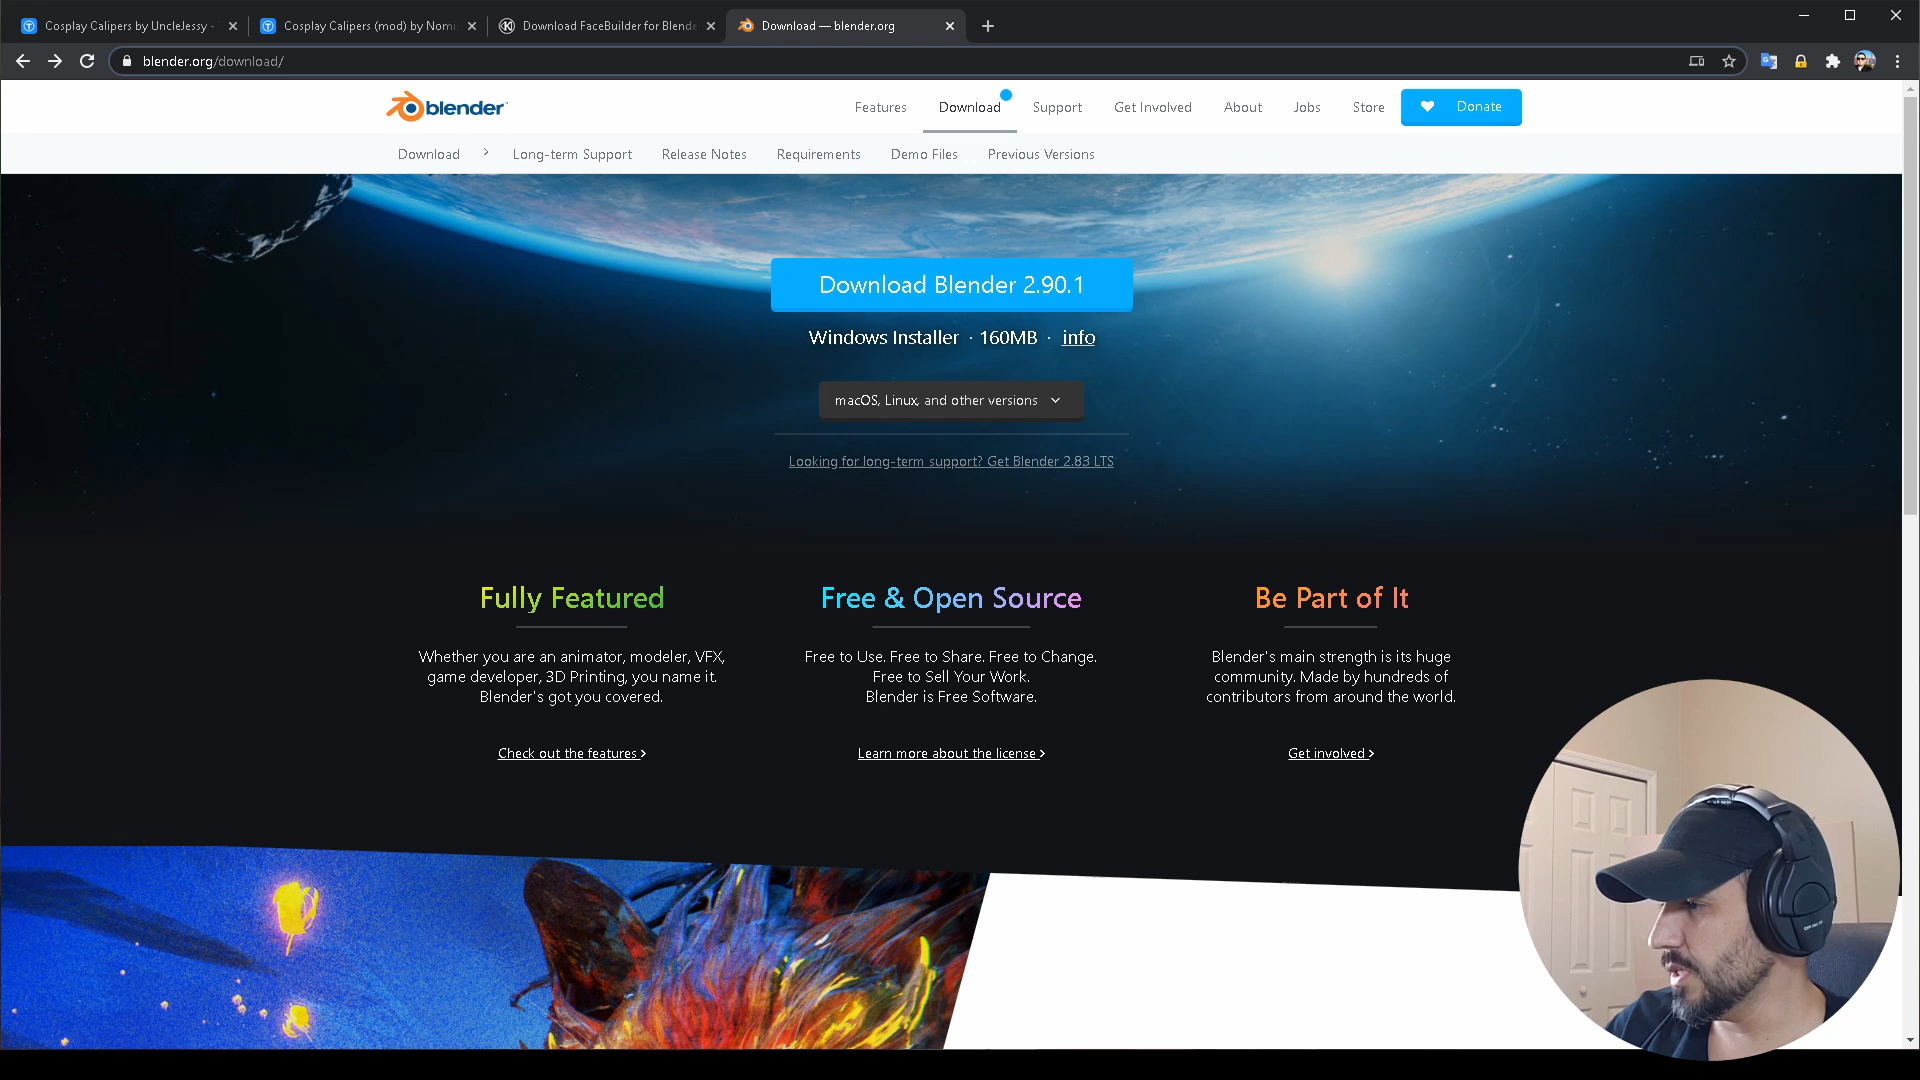 Cosplay Calipers by UncleJessy -
Cosplay Calipers (mod) by Nomi
Download FaceBuilder for Blende
Download — blender.org
blender.org/download/
blender
Features
Download
Support
Get Involved
About
Jobs
Store
Donate
Download
Long-term Support
Release Notes
Requirements
Demo Files
Previous Versions
Download Blender 2.90.1
Windows Installer · 160MB · info
macOS, Linux, and other versions
Looking for long-term support? Get Blender 2.83 LTS
Fully Featured
Whether you are an animator, modeler, VFX,
game developer, 3D Printing, you name it.
Blender's got you covered.
Check out the features
Free & Open Source
Free to Use. Free to Share. Free to Change.
Free to Sell Your Work.
Blender is Free Software.
Learn more about the license
Be Part of It
Blender's main strength is its huge
community. Made by hundreds of
contributors from around the world.
Get involved